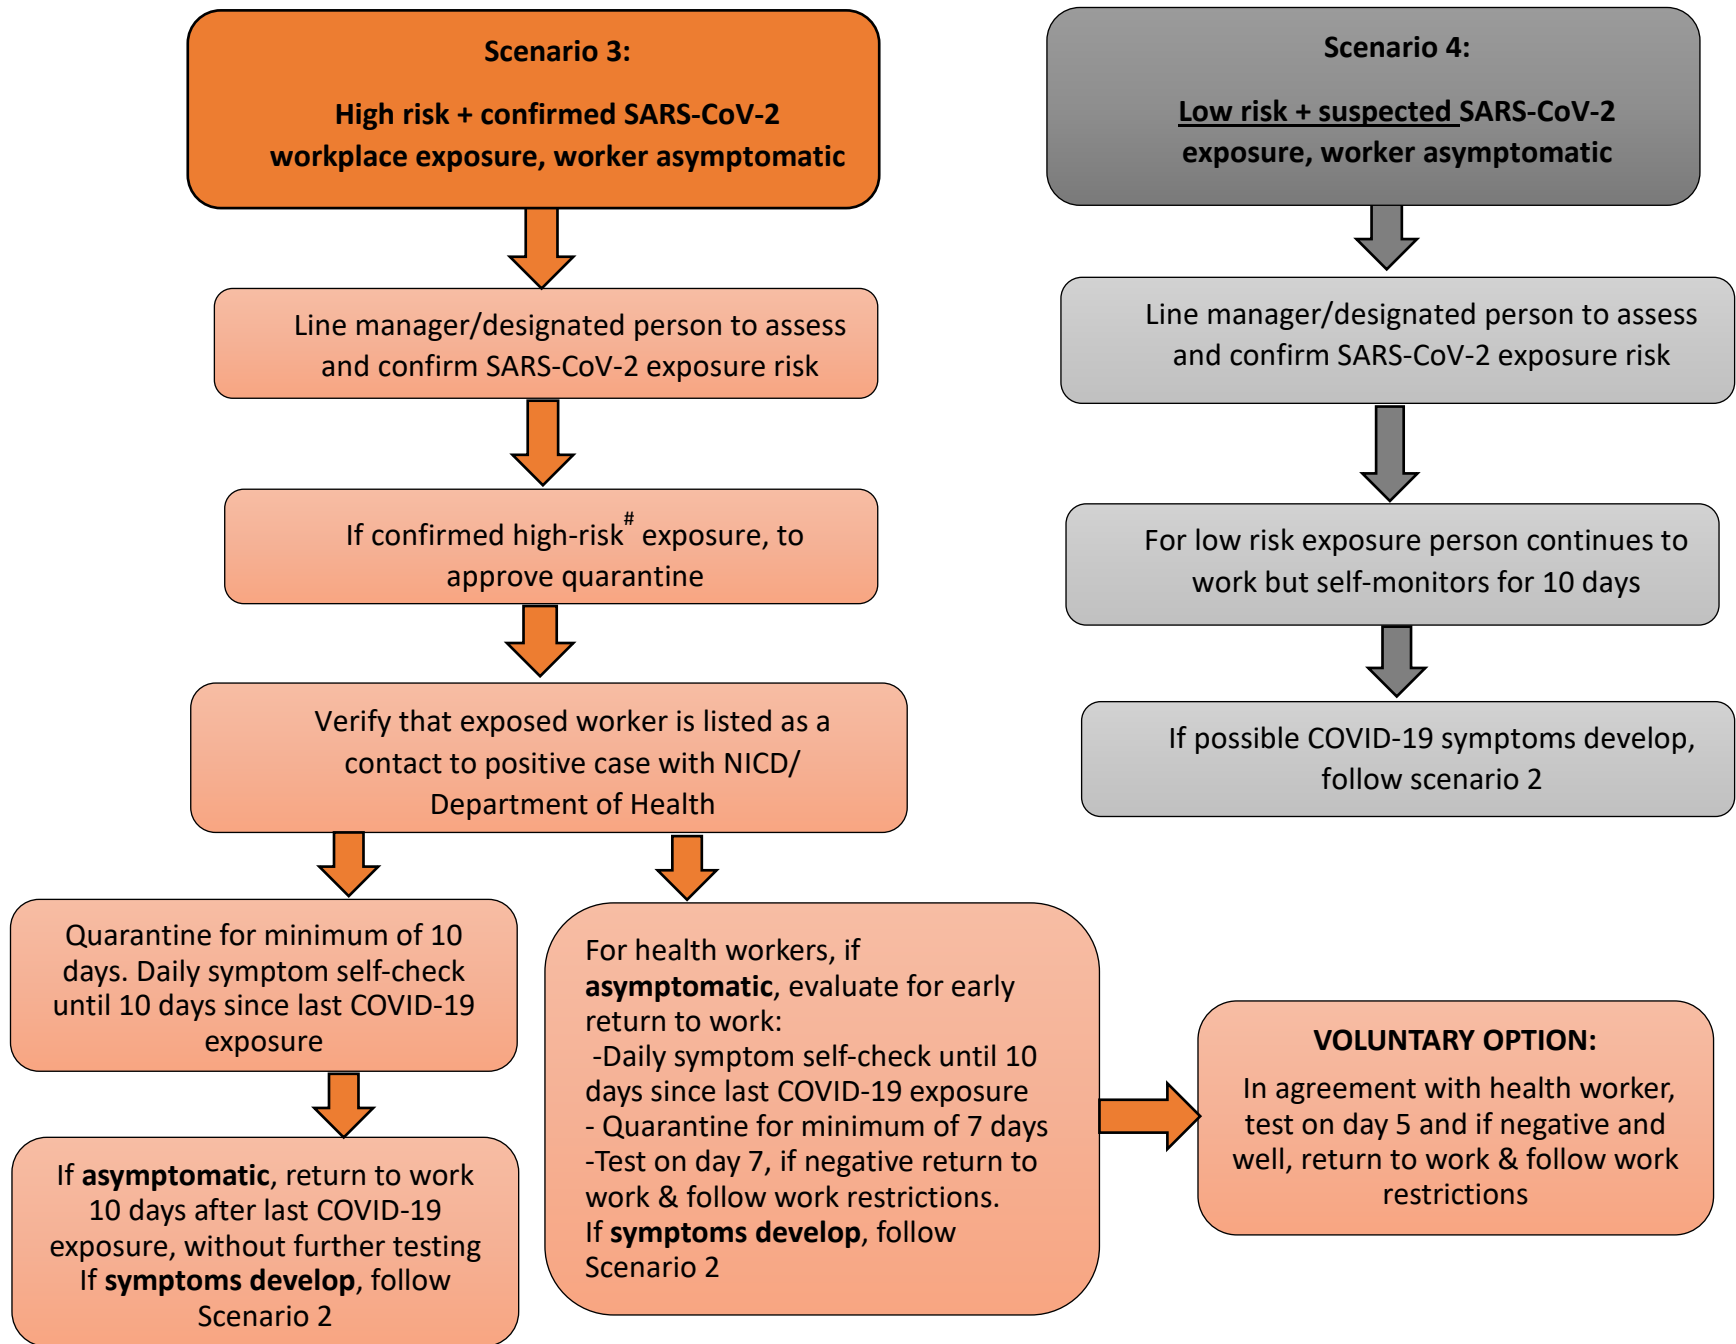 Scenario 3:
High risk + confirmed SARS-CoV-2
workplace exposure, worker asymptomatic
Line manager/designated person to assess
and confirm SARS-CoV-2 exposure risk
If confirmed high-risk# exposure, to
approve quarantine
Verify that exposed worker is listed as a
contact to positive case with NICD/
Department of Health
Quarantine for minimum of 10
days. Daily symptom self-check
until 10 days since last COVID-19
exposure
If asymptomatic, return to work
10 days after last COVID-19
exposure, without further testing
If symptoms develop, follow
Scenario 2
For health workers, if
asymptomatic, evaluate for early
return to work:
-Daily symptom self-check until 10
days since last COVID-19 exposure
- Quarantine for minimum of 7 days
-Test on day 7, if negative return to
work & follow work restrictions.
If symptoms develop, follow
Scenario 2
VOLUNTARY OPTION:
In agreement with health worker,
test on day 5 and if negative and
well, return to work & follow work
restrictions
Scenario 4:
Low risk + suspected SARS-CoV-2
exposure, worker asymptomatic
Line manager/designated person to assess
and confirm SARS-CoV-2 exposure risk
For low risk exposure person continues to
work but self-monitors for 10 days
If possible COVID-19 symptoms develop,
follow scenario 2